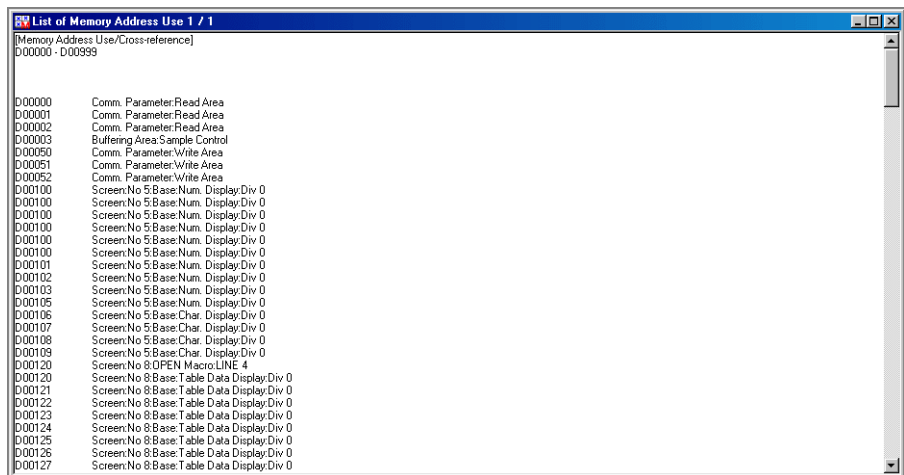 List of Memory Address Use 1 / 1
[Memory Address Use/Cross-reference]
D00000 - D00999
D00000 Comm. Parameter:Read Area
D00001 Comm. Parameter:Read Area
D00002 Comm. Parameter:Read Area
D00003 Buffering Area:Sample Control
D00050 Comm. Parameter:Write Area
D00051 Comm. Parameter:Write Area
D00052 Comm. Parameter:Write Area
D00100 Screen:No 5:Base:Num. Display:Div 0
D00100 Screen:No 5:Base:Num. Display:Div 0
D00100 Screen:No 5:Base:Num. Display:Div 0
D00100 Screen:No 5:Base:Num. Display:Div 0
D00100 Screen:No 5:Base:Num. Display:Div 0
D00100 Screen:No 5:Base:Num. Display:Div 0
D00101 Screen:No 5:Base:Num. Display:Div 0
D00102 Screen:No 5:Base:Num. Display:Div 0
D00103 Screen:No 5:Base:Num. Display:Div 0
D00105 Screen:No 5:Base:Num. Display:Div 0
D00106 Screen:No 5:Base:Char. Display:Div 0
D00107 Screen:No 5:Base:Char. Display:Div 0
D00108 Screen:No 5:Base:Char. Display:Div 0
D00109 Screen:No 5:Base:Char. Display:Div 0
D00120 Screen:No 8:OPEN Macro:LINE 4
D00120 Screen:No 8:Base:Table Data Display:Div 0
D00121 Screen:No 8:Base:Table Data Display:Div 0
D00122 Screen:No 8:Base:Table Data Display:Div 0
D00123 Screen:No 8:Base:Table Data Display:Div 0
D00124 Screen:No 8:Base:Table Data Display:Div 0
D00125 Screen:No 8:Base:Table Data Display:Div 0
D00126 Screen:No 8:Base:Table Data Display:Div 0
D00127 Screen:No 8:Base:Table Data Display:Div 0